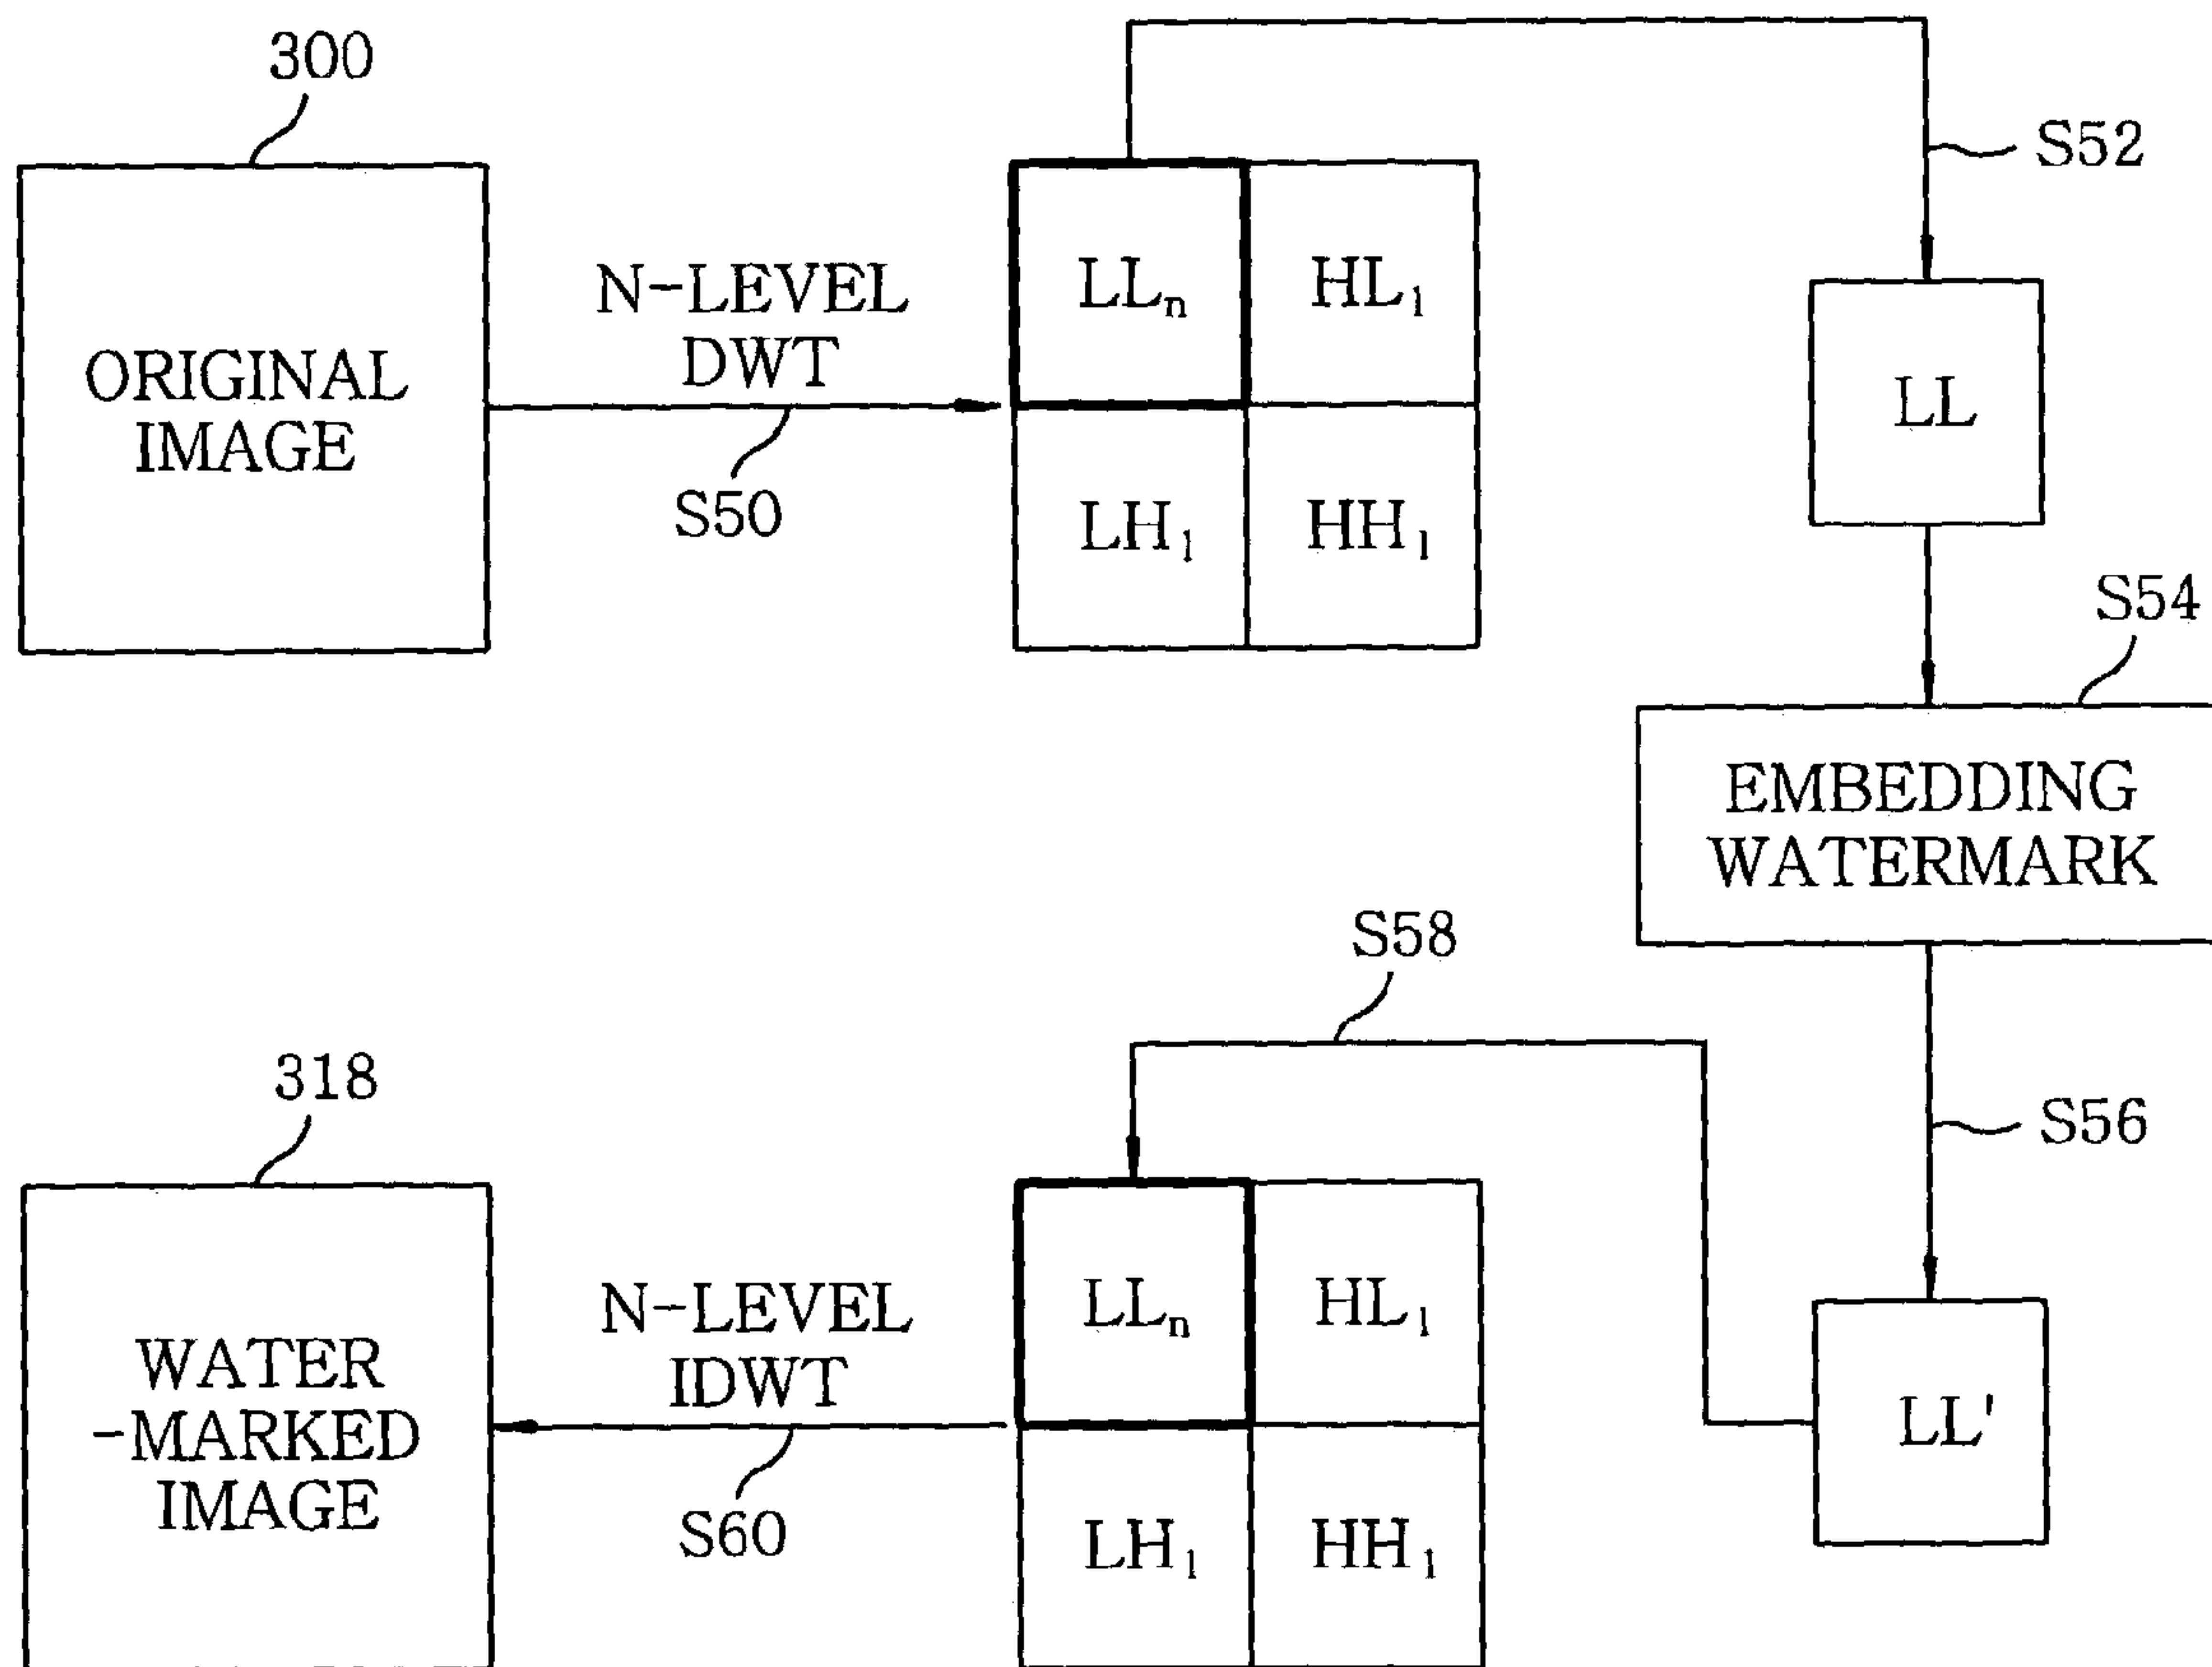 300
ORIGINAL
IMAGE
N-LEVEL
DWT
S50
LLn
HL1
LH1
HH1
S52
LL
S54
EMBEDDING
WATERMARK
S56
LL'
S58
LLn
HL1
LH1
HH1
N-LEVEL
IDWT
S60
318
WATER
-MARKED
IMAGE